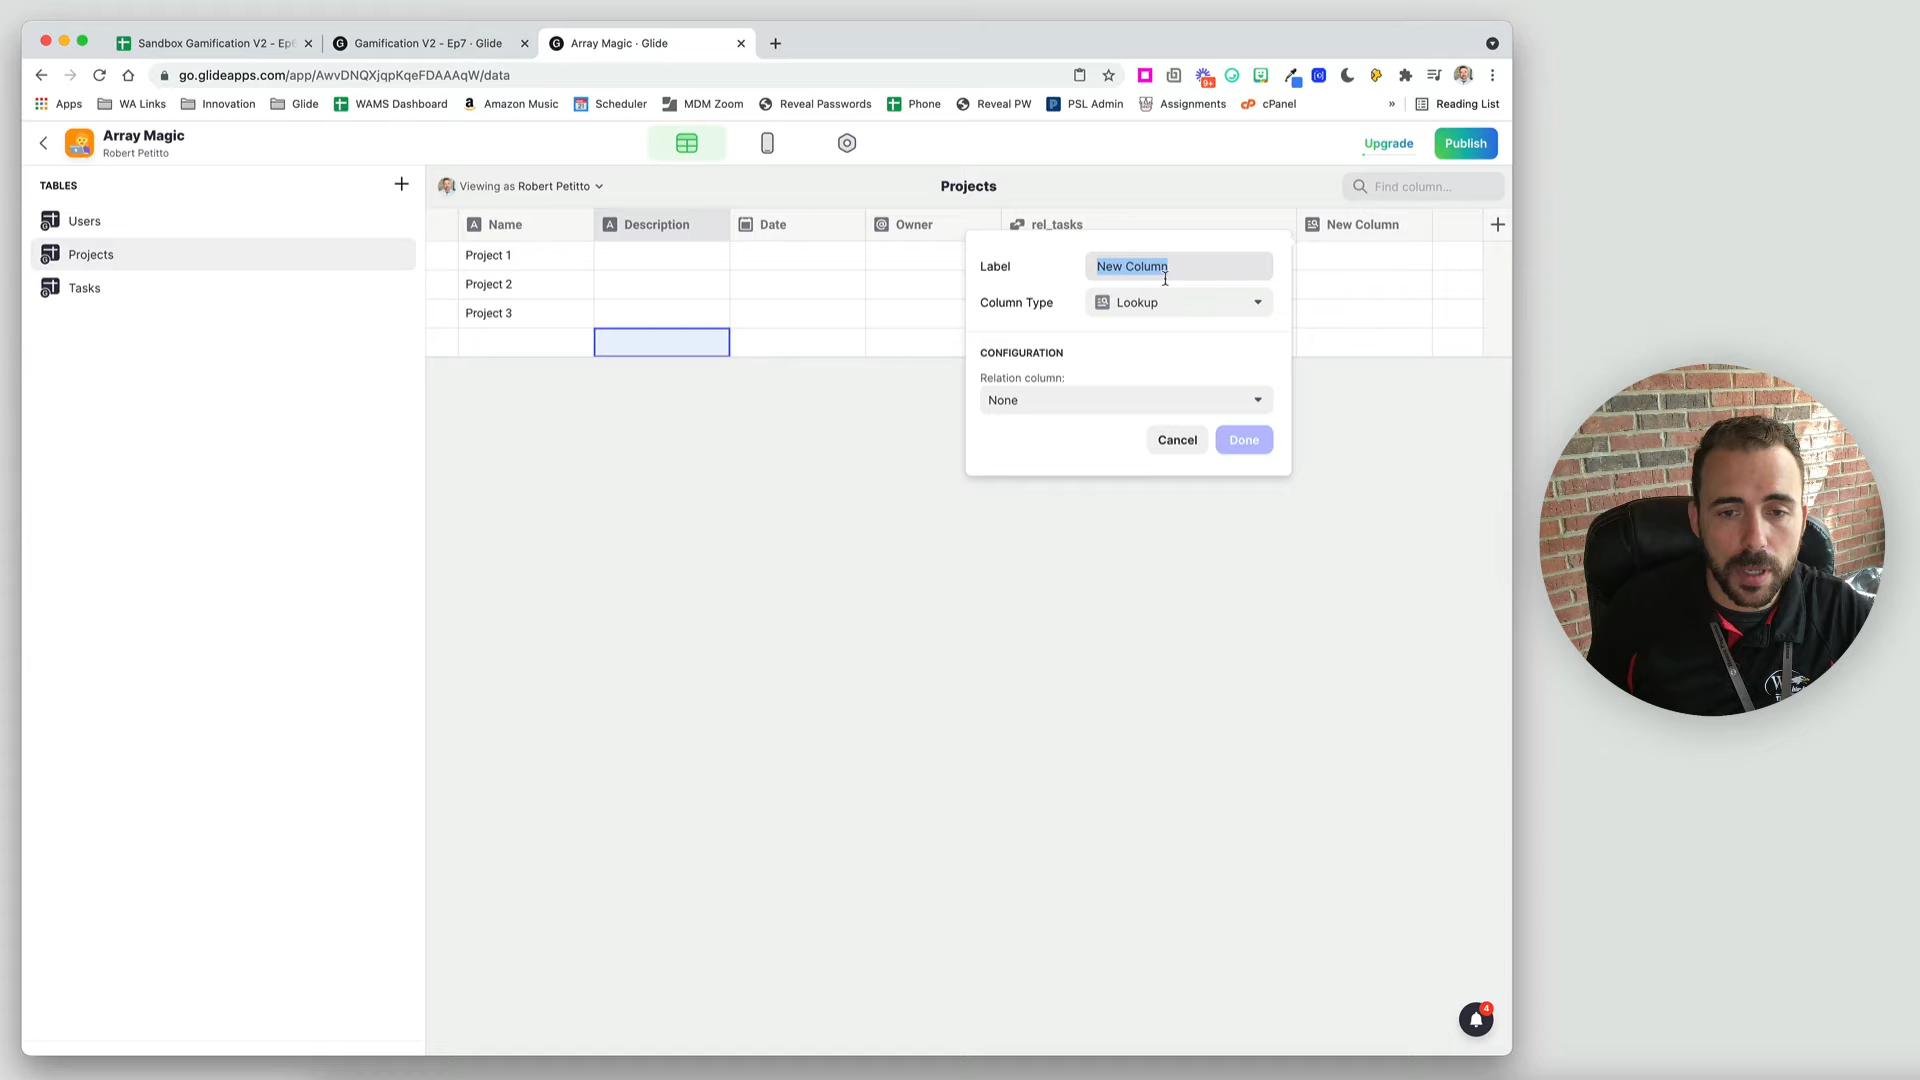 Sandbox Gamification V2 - Ep
Gamification V2 - Ep7 · Glide
Array Magic · Glide
go.glideapps.com/app/AwvDNQXjqpKqeFDAAAqW/data
9+
Apps
WA Links
Innovation
Glide
WAMS Dashboard
Amazon Music
Scheduler
MDM Zoom
Reveal Passwords
Phone
Reveal PW
PSL Admin
Assignments
cPanel
»
Reading List
Array Magic
Robert Petitto
Upgrade
Publish
TABLES
Users
Projects
Tasks
Viewing as Robert Petitto
Projects
Find column...
Name
Description
Date
Owner
rel_tasks
New Column
Project 1
Project 2
Project 3
Label
New Column
Column Type
Lookup
CONFIGURATION
Relation column:
None
Cancel
Done
4